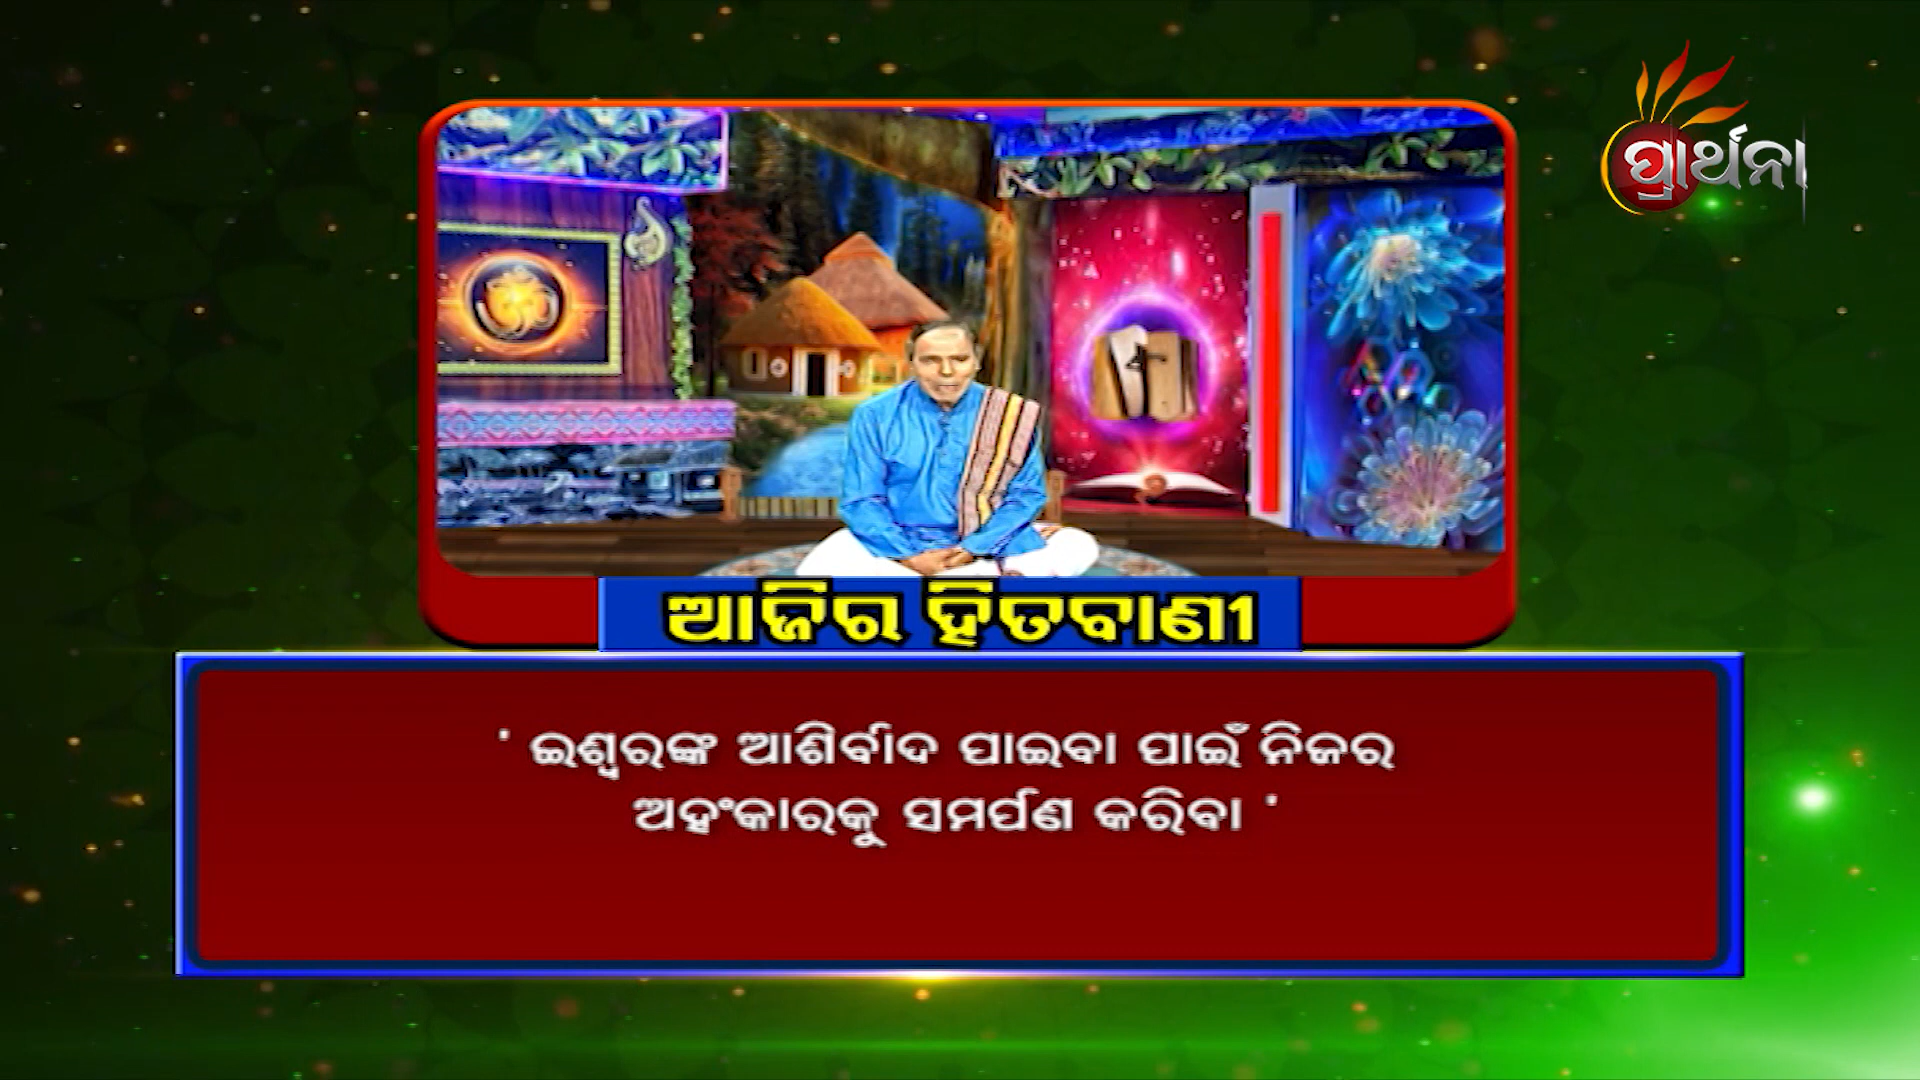 ପ୍ରାର୍ଥନା
ଆଜିର ହିତବାଣୀ
' ଇଶ୍ୱରଙ୍କ ଆଶିର୍ବାଦ ପାଇବା ପାଇଁ ନିଜର
ଅହଂକାରକୁ ସମର୍ପଣ କରିବା '